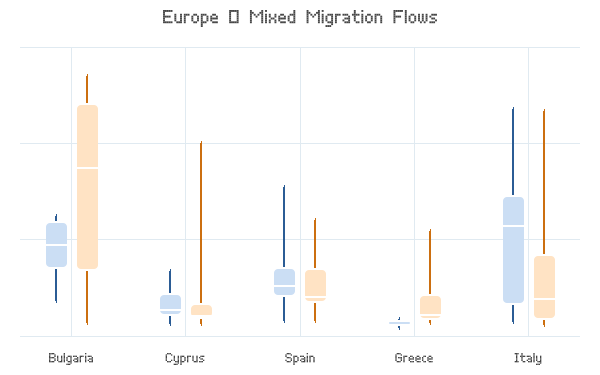 Europe ▯ Mixed Migration Flows
Bulgaria
Cyprus
Spain
Greece
Italy